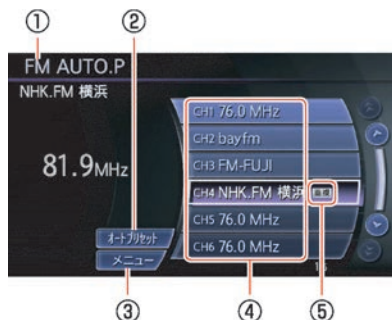 ① ②
FM AUTO.P
NHK.FM 横浜
81.9MHz
CH1 76.0 MHz
CH2 bayfm
CH3 FM-FUJI
CH4 NHK.FM 横浜
CH5 76.0 MHz
CH6 76.0 MHz
オートプリセット
メニュー
③ ④ ⑤